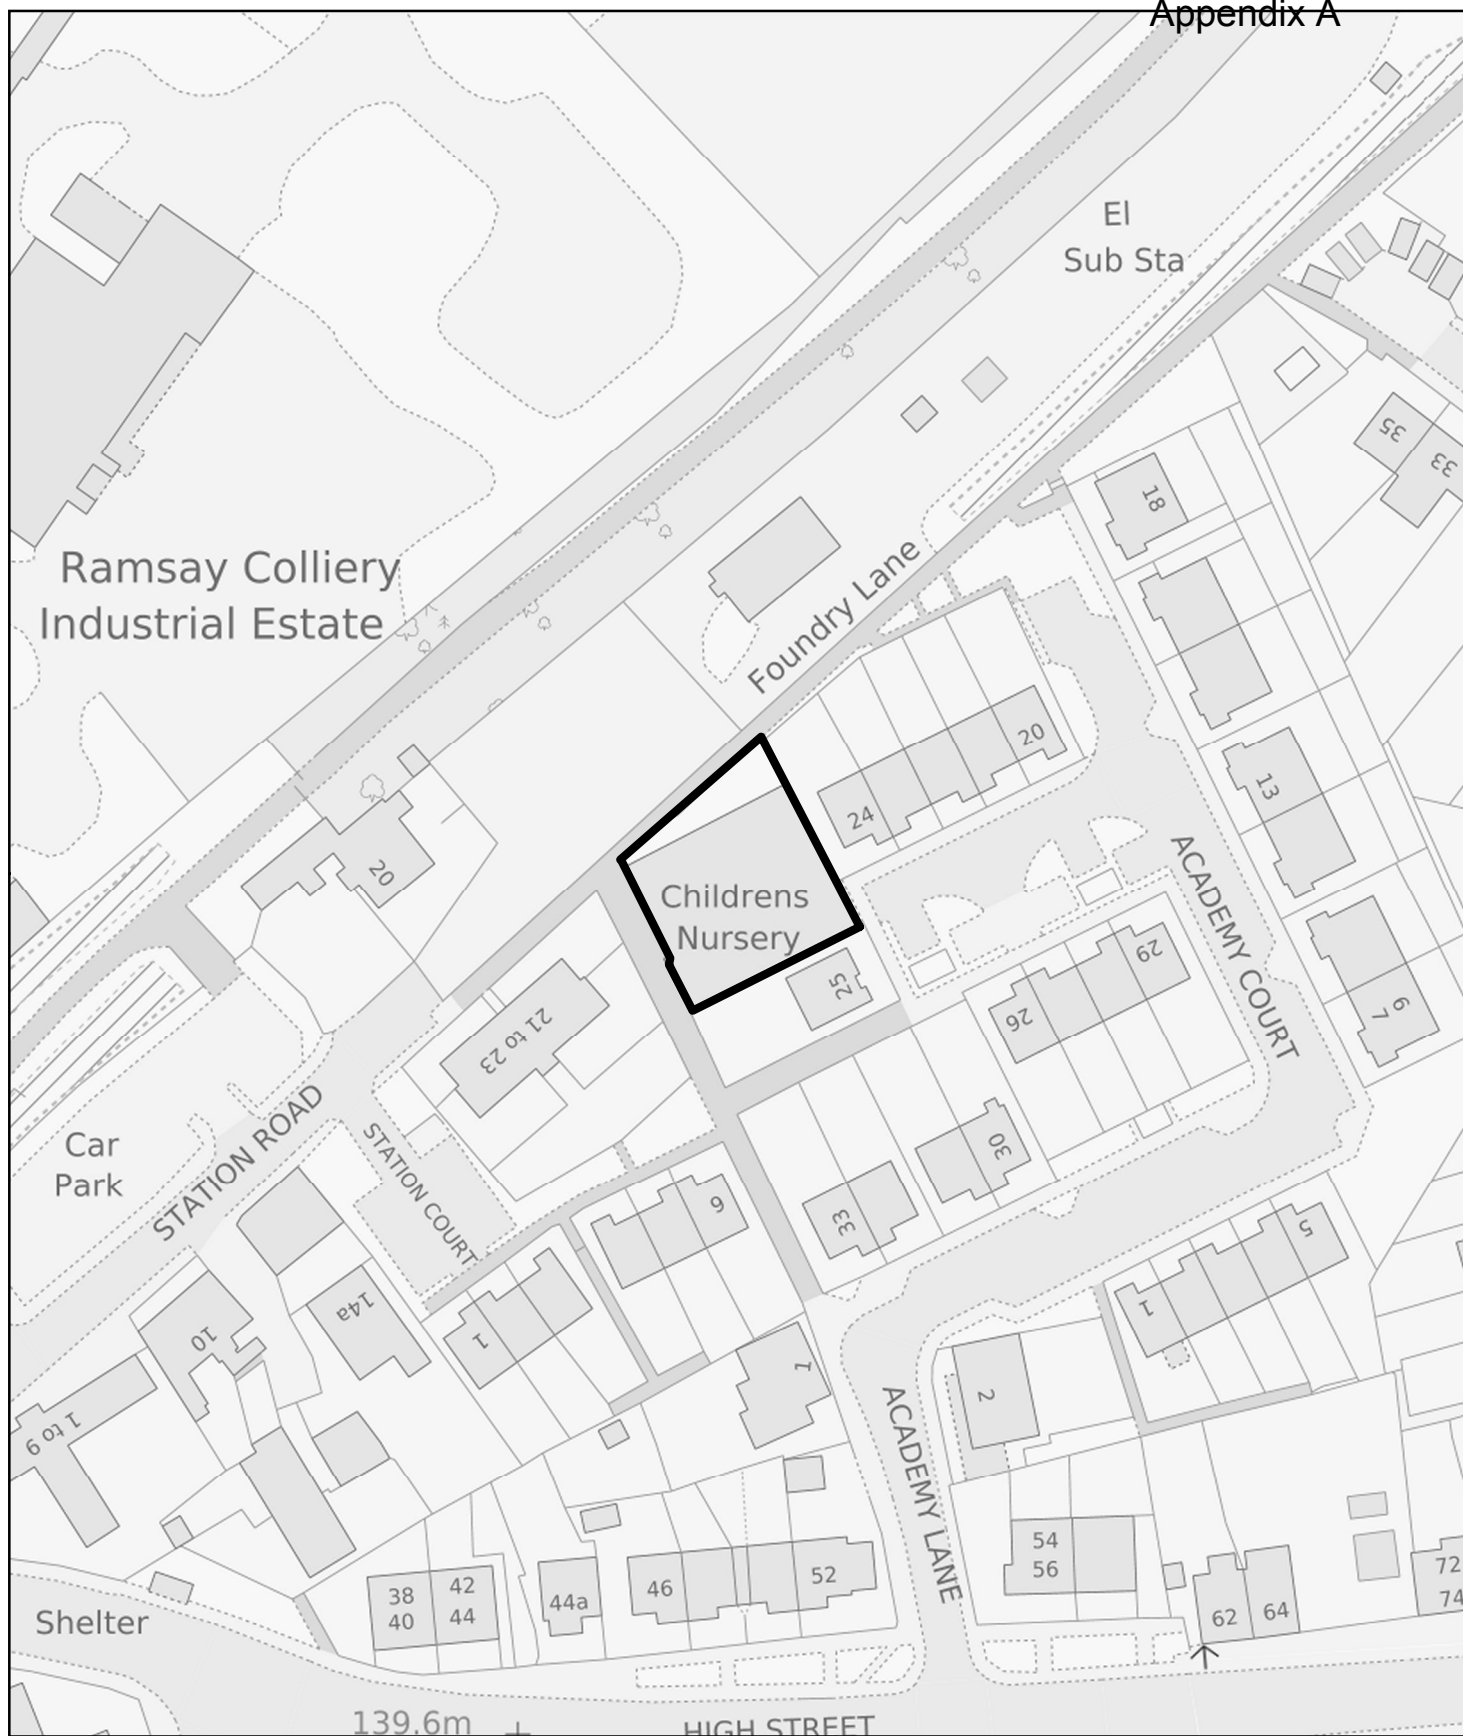 Appendix A
El
Sub Sta
35
33
18
Ramsay Colliery
Industrial Estate
Foundry Lane
20
24
13
20
Childrens
Nursery
ACADEMY COURT
29
25
26
6
7
21 to 23
Car
Park
STATION ROAD
STATION COURT
30
33
9
5
1
14a
10
1
1
2
1 to 9
ACADEMY LANE
54
56
38
40
42
44
44a
46
52
62
64
72
74
Shelter
139.6m
HIGH STREET